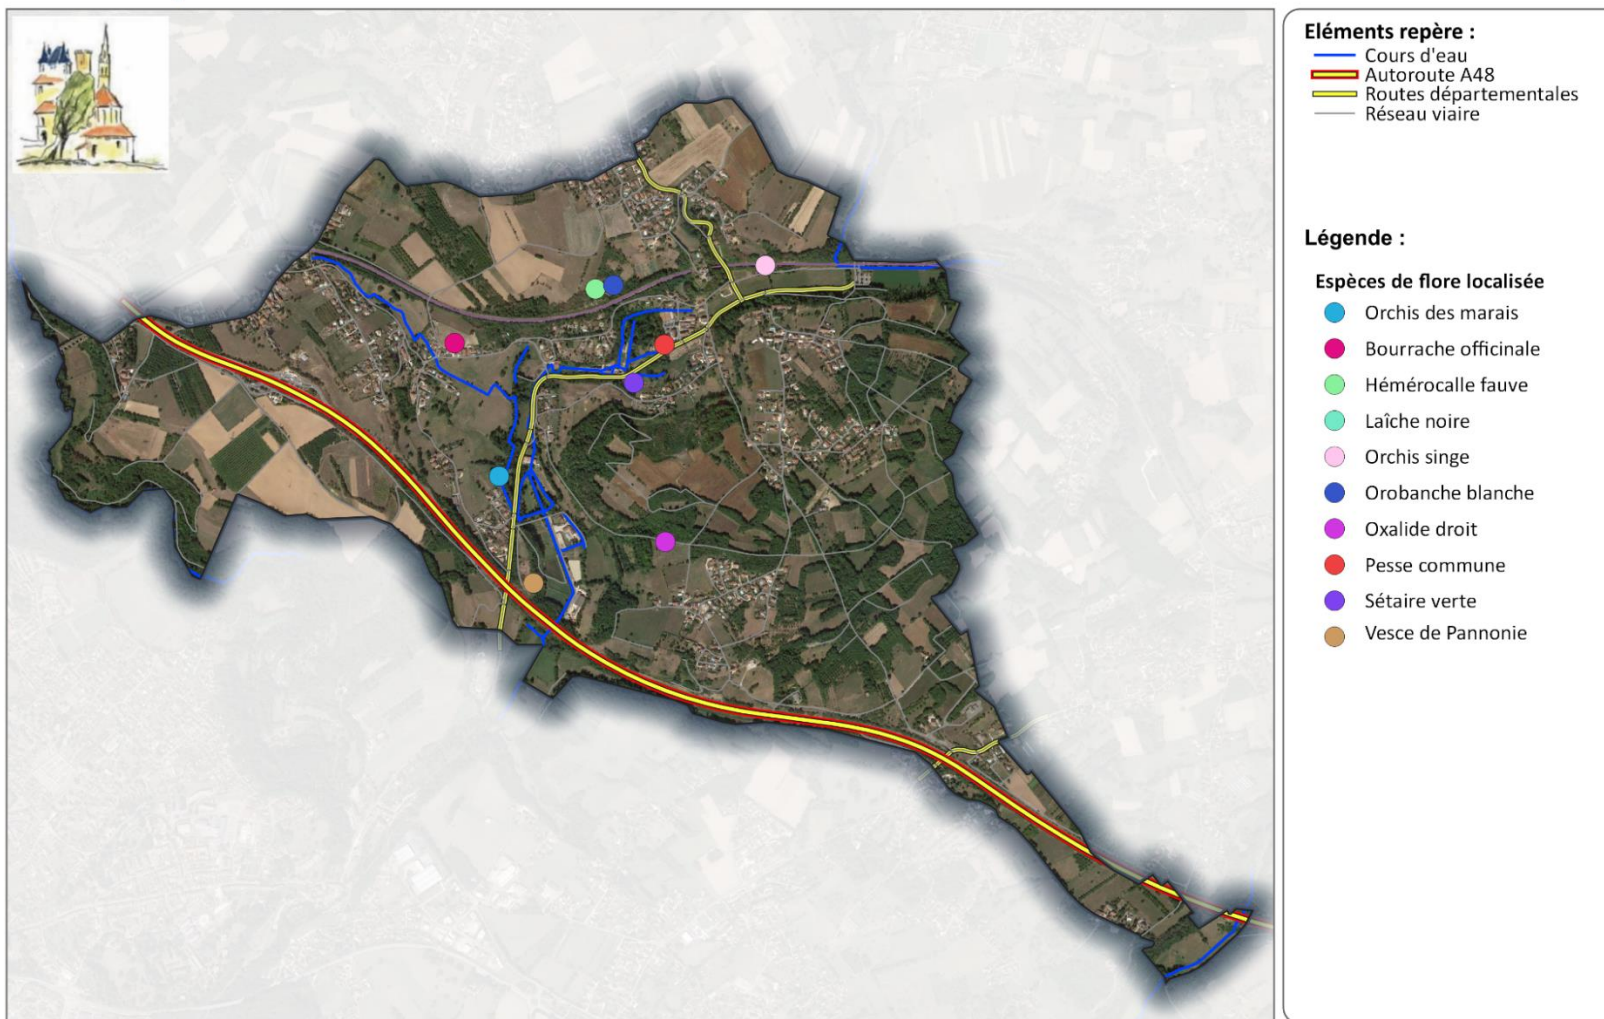 Eléments repère :
Cours d'eau
Autoroute A48
Routes départementales
Réseau viaire
Légende :
Espèces de flore localisée
Orchis des marais
Bourrache officinale
Hémérocalle fauve
Laîche noire
Orchis singe
Orobanche blanche
Oxalide droit
Pesse commune
Sétaire verte
Vesce de Pannonie